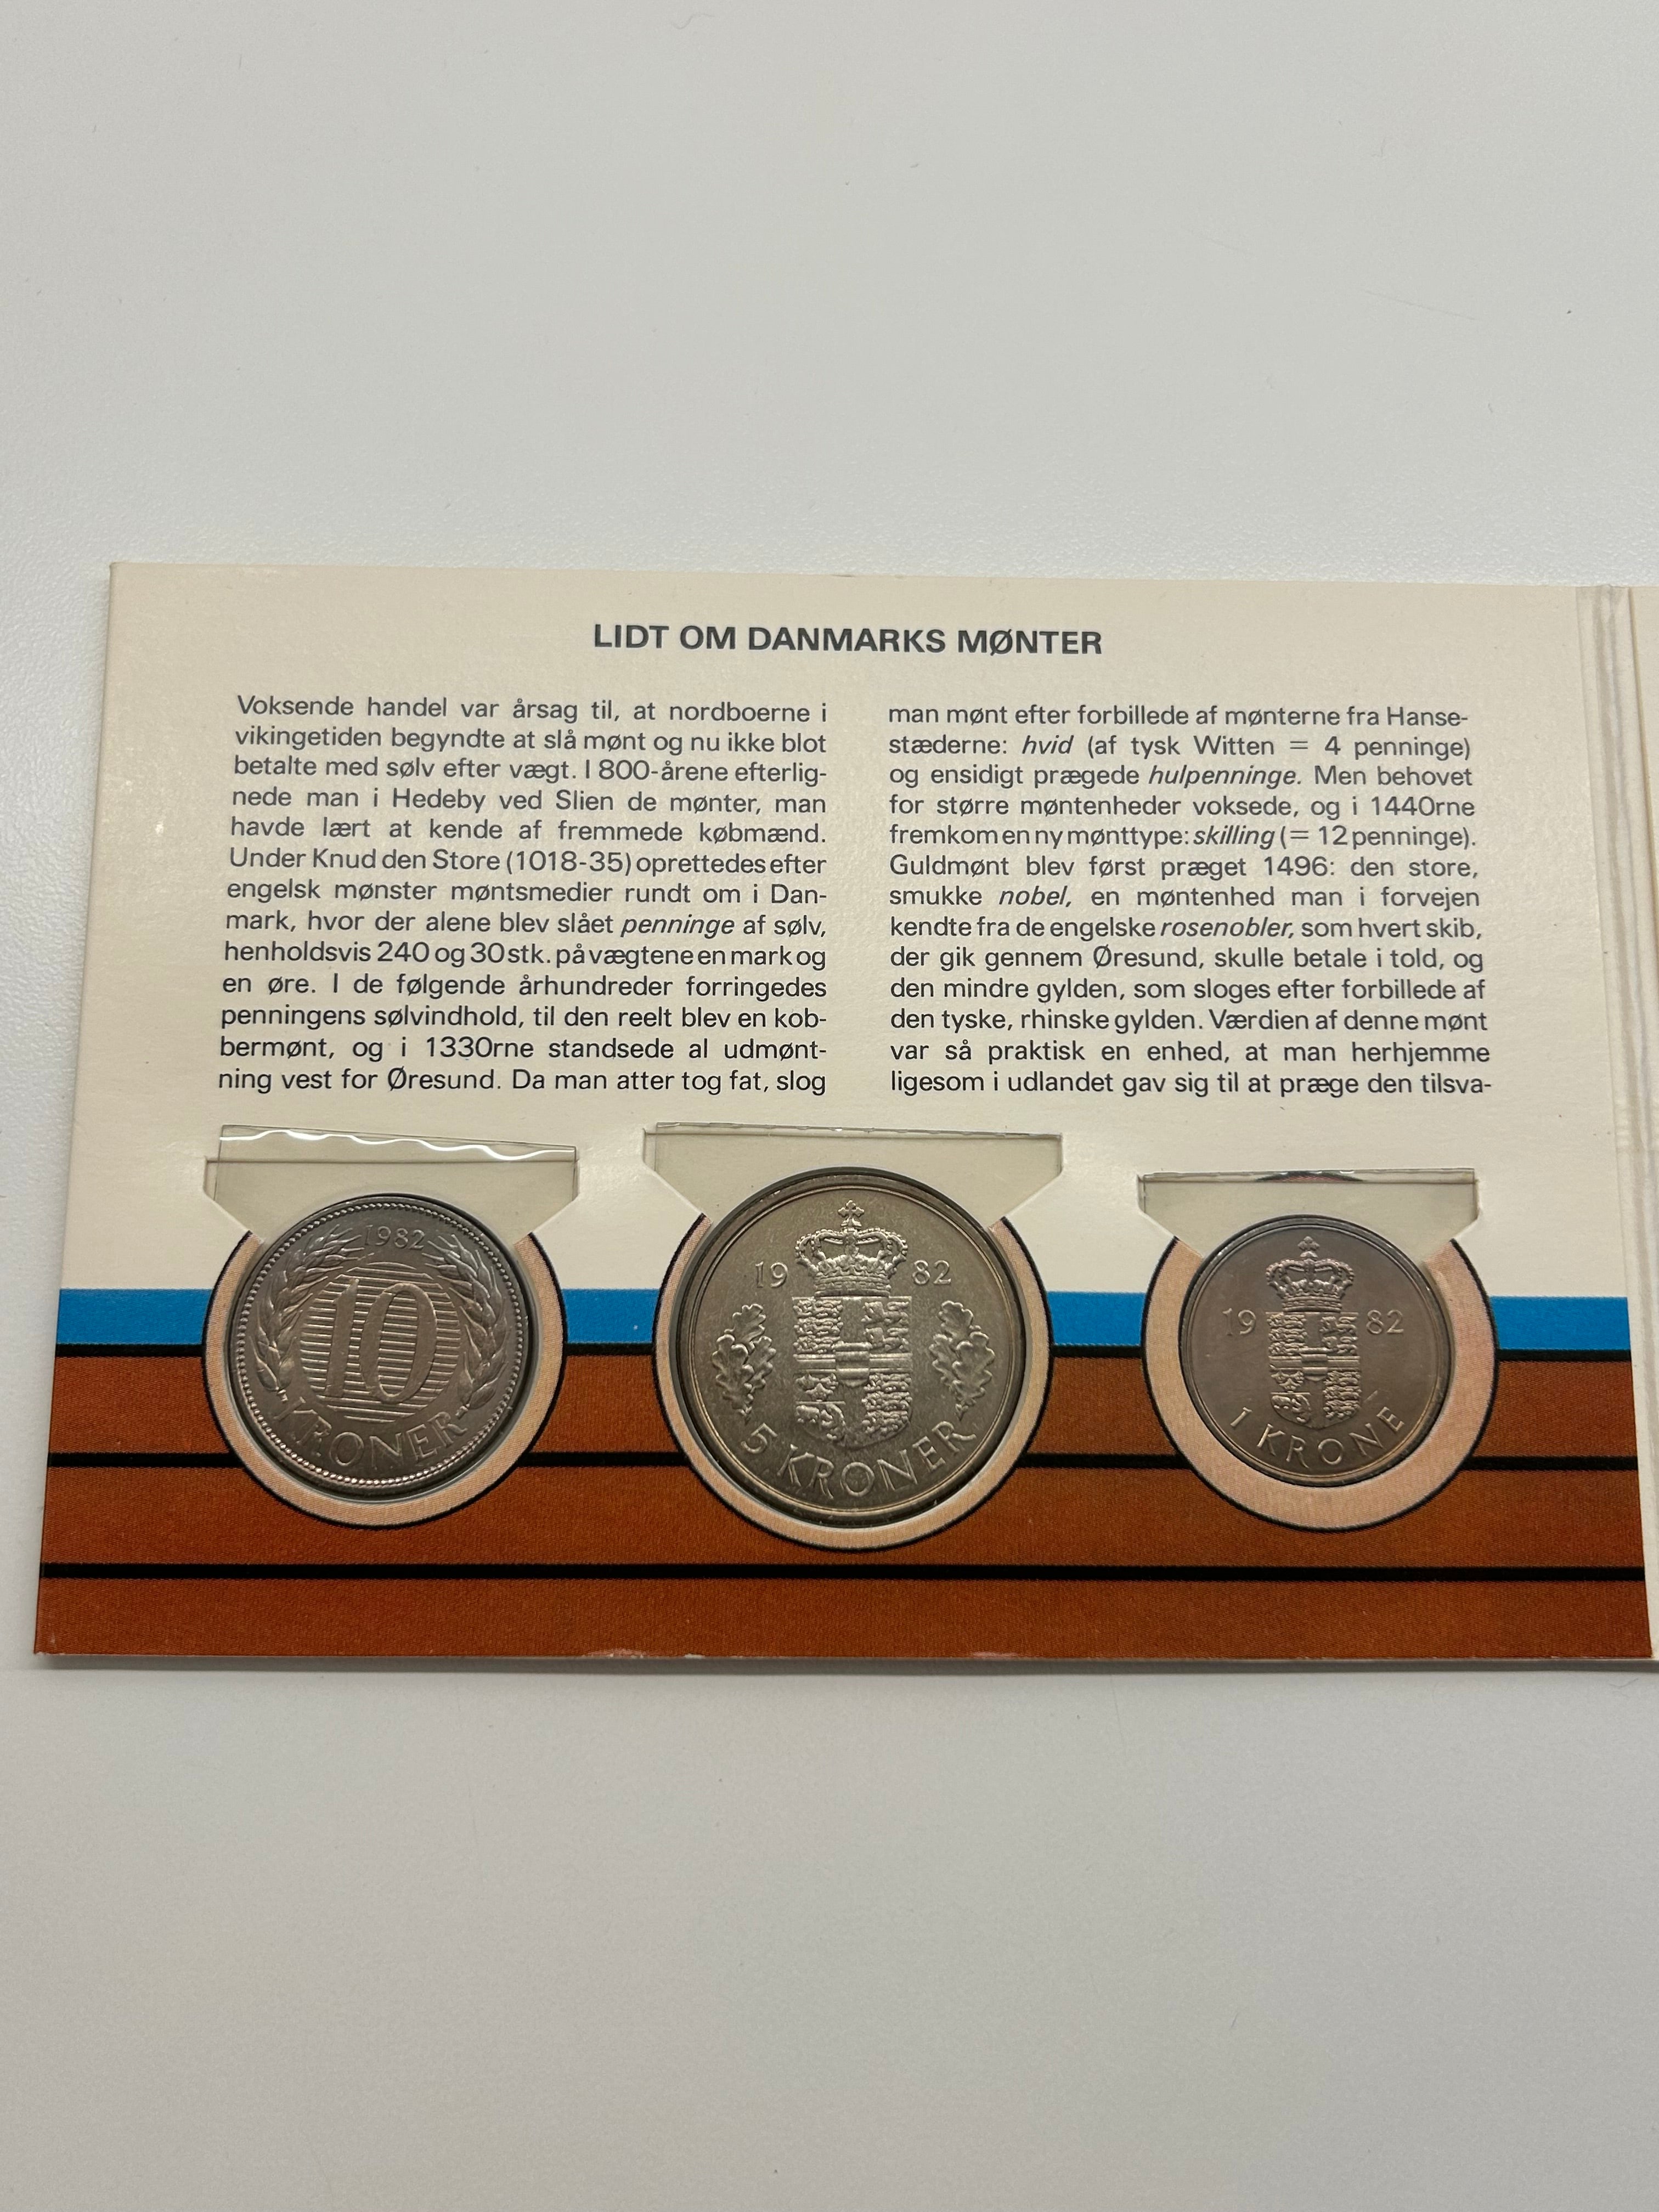 LIDT OM DANMARKS MØNTER
Voksende handel var årsag til, at nordboerne i
vikingetiden begyndte at slå mønt og nu ikke blot
betalte med sølv efter vægt. I 800-årene efterlig-
nede man i Hedeby ved Slien de mønter, man
havde lært at kende af fremmede købmænd.
Under Knud den Store (1018-35) oprettedes efter
engelsk mønster møntsmedier rundt om i Dan-
mark, hvor der alene blev slået penninge af sølv,
henholdsvis 240 og 30 stk. på vægtene en mark og
en øre. I de følgende århundreder forringedes
penningens sølvindhold, til den reelt blev en kob-
bermønt, og i 1330rne standsede al udmønt-
ning vest for Øresund. Da man atter tog fat, slog
man mønt efter forbillede af mønterne fra Hanse-
stæderne: hvid (af tysk Witten = 4 penninge)
og ensidigt prægede hulpenninge. Men behovet
for større møntenheder voksede, og i 1440rne
fremkom en ny mønttype: skilling (= 12 penninge).
Guldmønt blev først præget 1496: den store,
smukke nobel, en møntenhed man i forvejen
kendte fra de engelske rosenobler, som hvert skib,
der gik gennem Øresund, skulle betale i told, og
den mindre gylden, som sloges efter forbillede af
den tyske, rhinske gylden. Værdien af denne mønt
var så praktisk en enhed, at man herhjemme
ligesom i udlandet gav sig til at præge den tilsva-
1982
10
KRONER
19 82
5 KRONER
19 82
1 KRONE